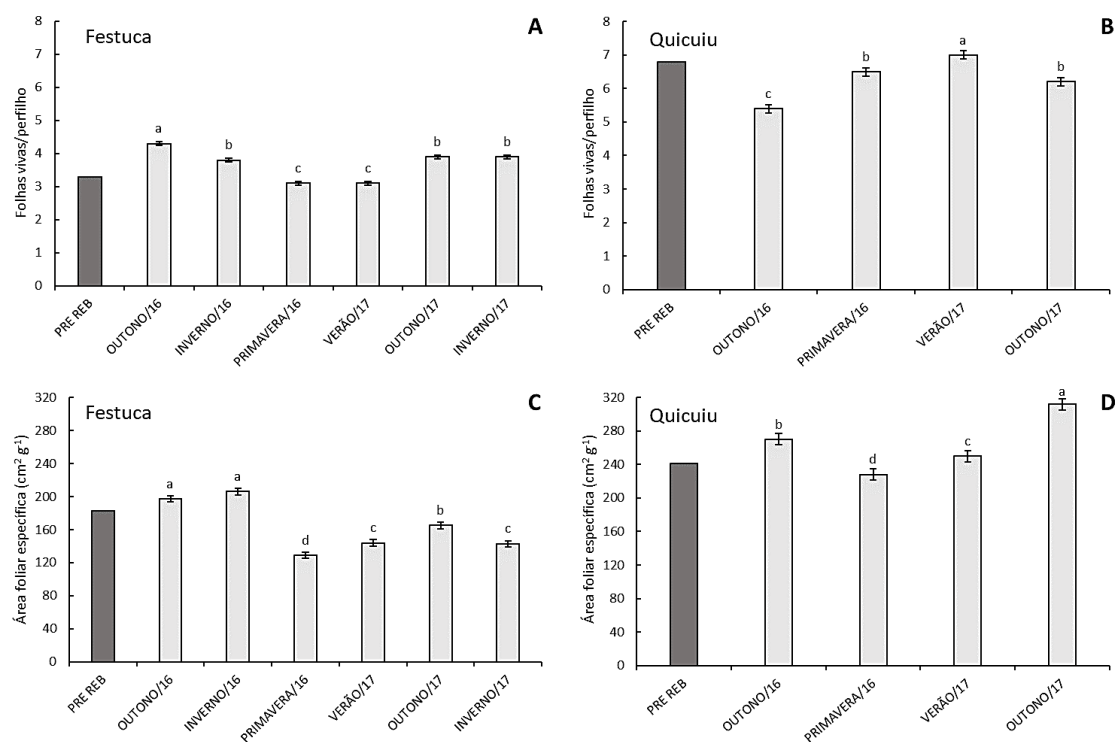 Festuca
A
Folhas vivas/perfilho
8
7
6
5
4
3
2
1
0
a
b
c
c
b
b
PRE REB
OUTONO/16
INVERNO/16
PRIMAVERA/16
VERÃO/17
OUTONO/17
INVERNO/17
Quicuiu
B
Folhas vivas/perfilho
8
7
6
5
4
3
2
1
0
c
b
a
b
PRE REB
OUTONO/16
PRIMAVERA/16
VERÃO/17
OUTONO/17
Festuca
C
Área foliar específica (cm² g⁻¹)
320
280
240
200
160
120
80
40
0
a
a
d
c
b
c
PRE REB
OUTONO/16
INVERNO/16
PRIMAVERA/16
VERÃO/17
OUTONO/17
INVERNO/17
Quicuiu
D
Área foliar específica (cm² g⁻¹)
320
280
240
200
160
120
80
40
0
b
d
c
a
PRE REB
OUTONO/16
PRIMAVERA/16
VERÃO/17
OUTONO/17